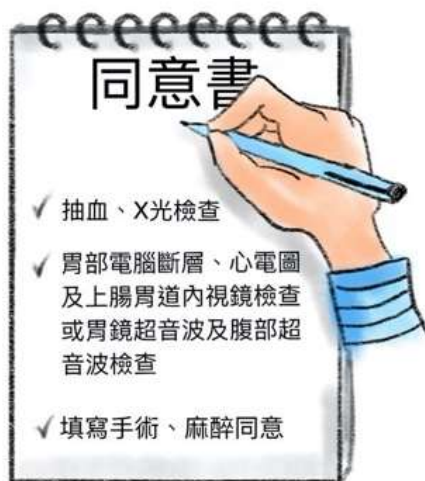 同意書
✓ 抽血、X光檢查
✓ 胃部電腦斷層、心電圖
及上腸胃道內視鏡檢查
或胃鏡超音波及腹部超
音波檢查
✓ 填寫手術、麻醉同意